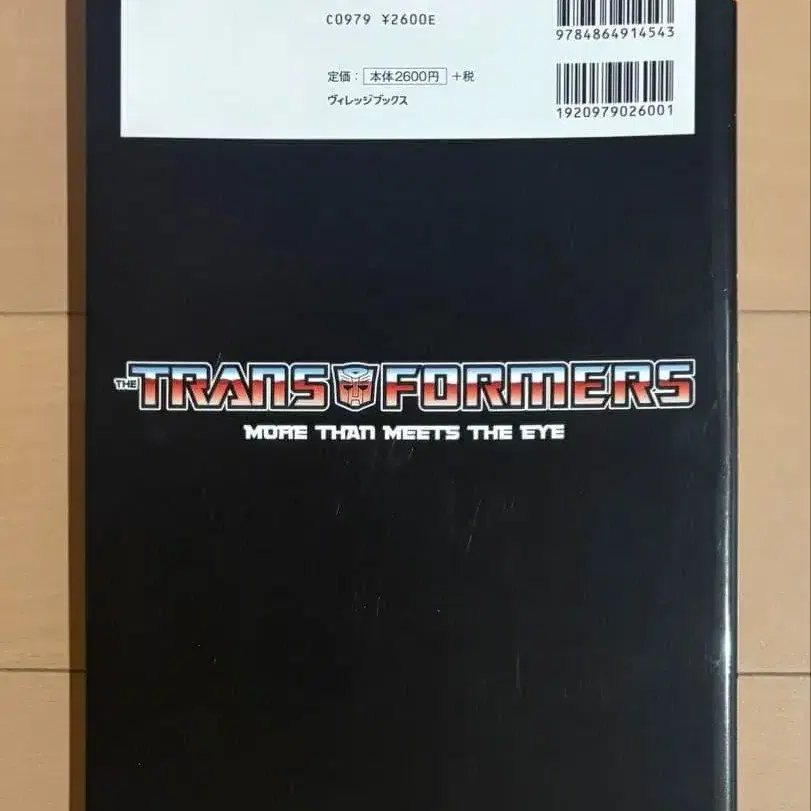 C0979 ¥2600E
9784864914543
定価：本体2600円＋税
ヴィレッジブックス
1920979026001
THE TRANSFORMERS
MORE THAN MEETS THE EYE